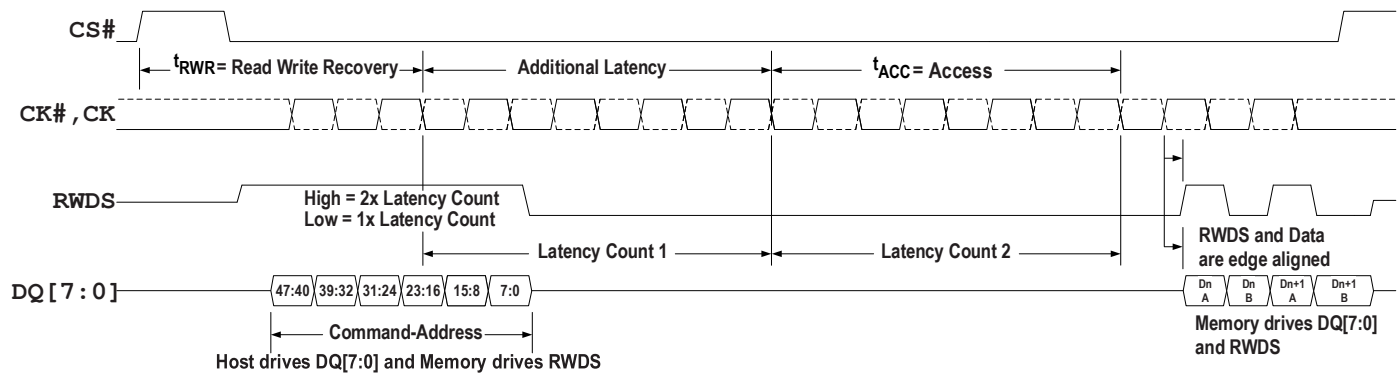 CS#
tRWR= Read Write Recovery
Additional Latency
tACC= Access
CK#,CK
RWDS
High = 2x Latency Count
Low = 1x Latency Count
Latency Count 1
Latency Count 2
RWDS and Data
are edge aligned
DQ[7:0]
47:40 39:32 31:24 23:16 15:8 7:0
Dn Dn Dn+1 Dn+1
A B A B
Command-Address
Memory drives DQ[7:0]
and RWDS
Host drives DQ[7:0] and Memory drives RWDS